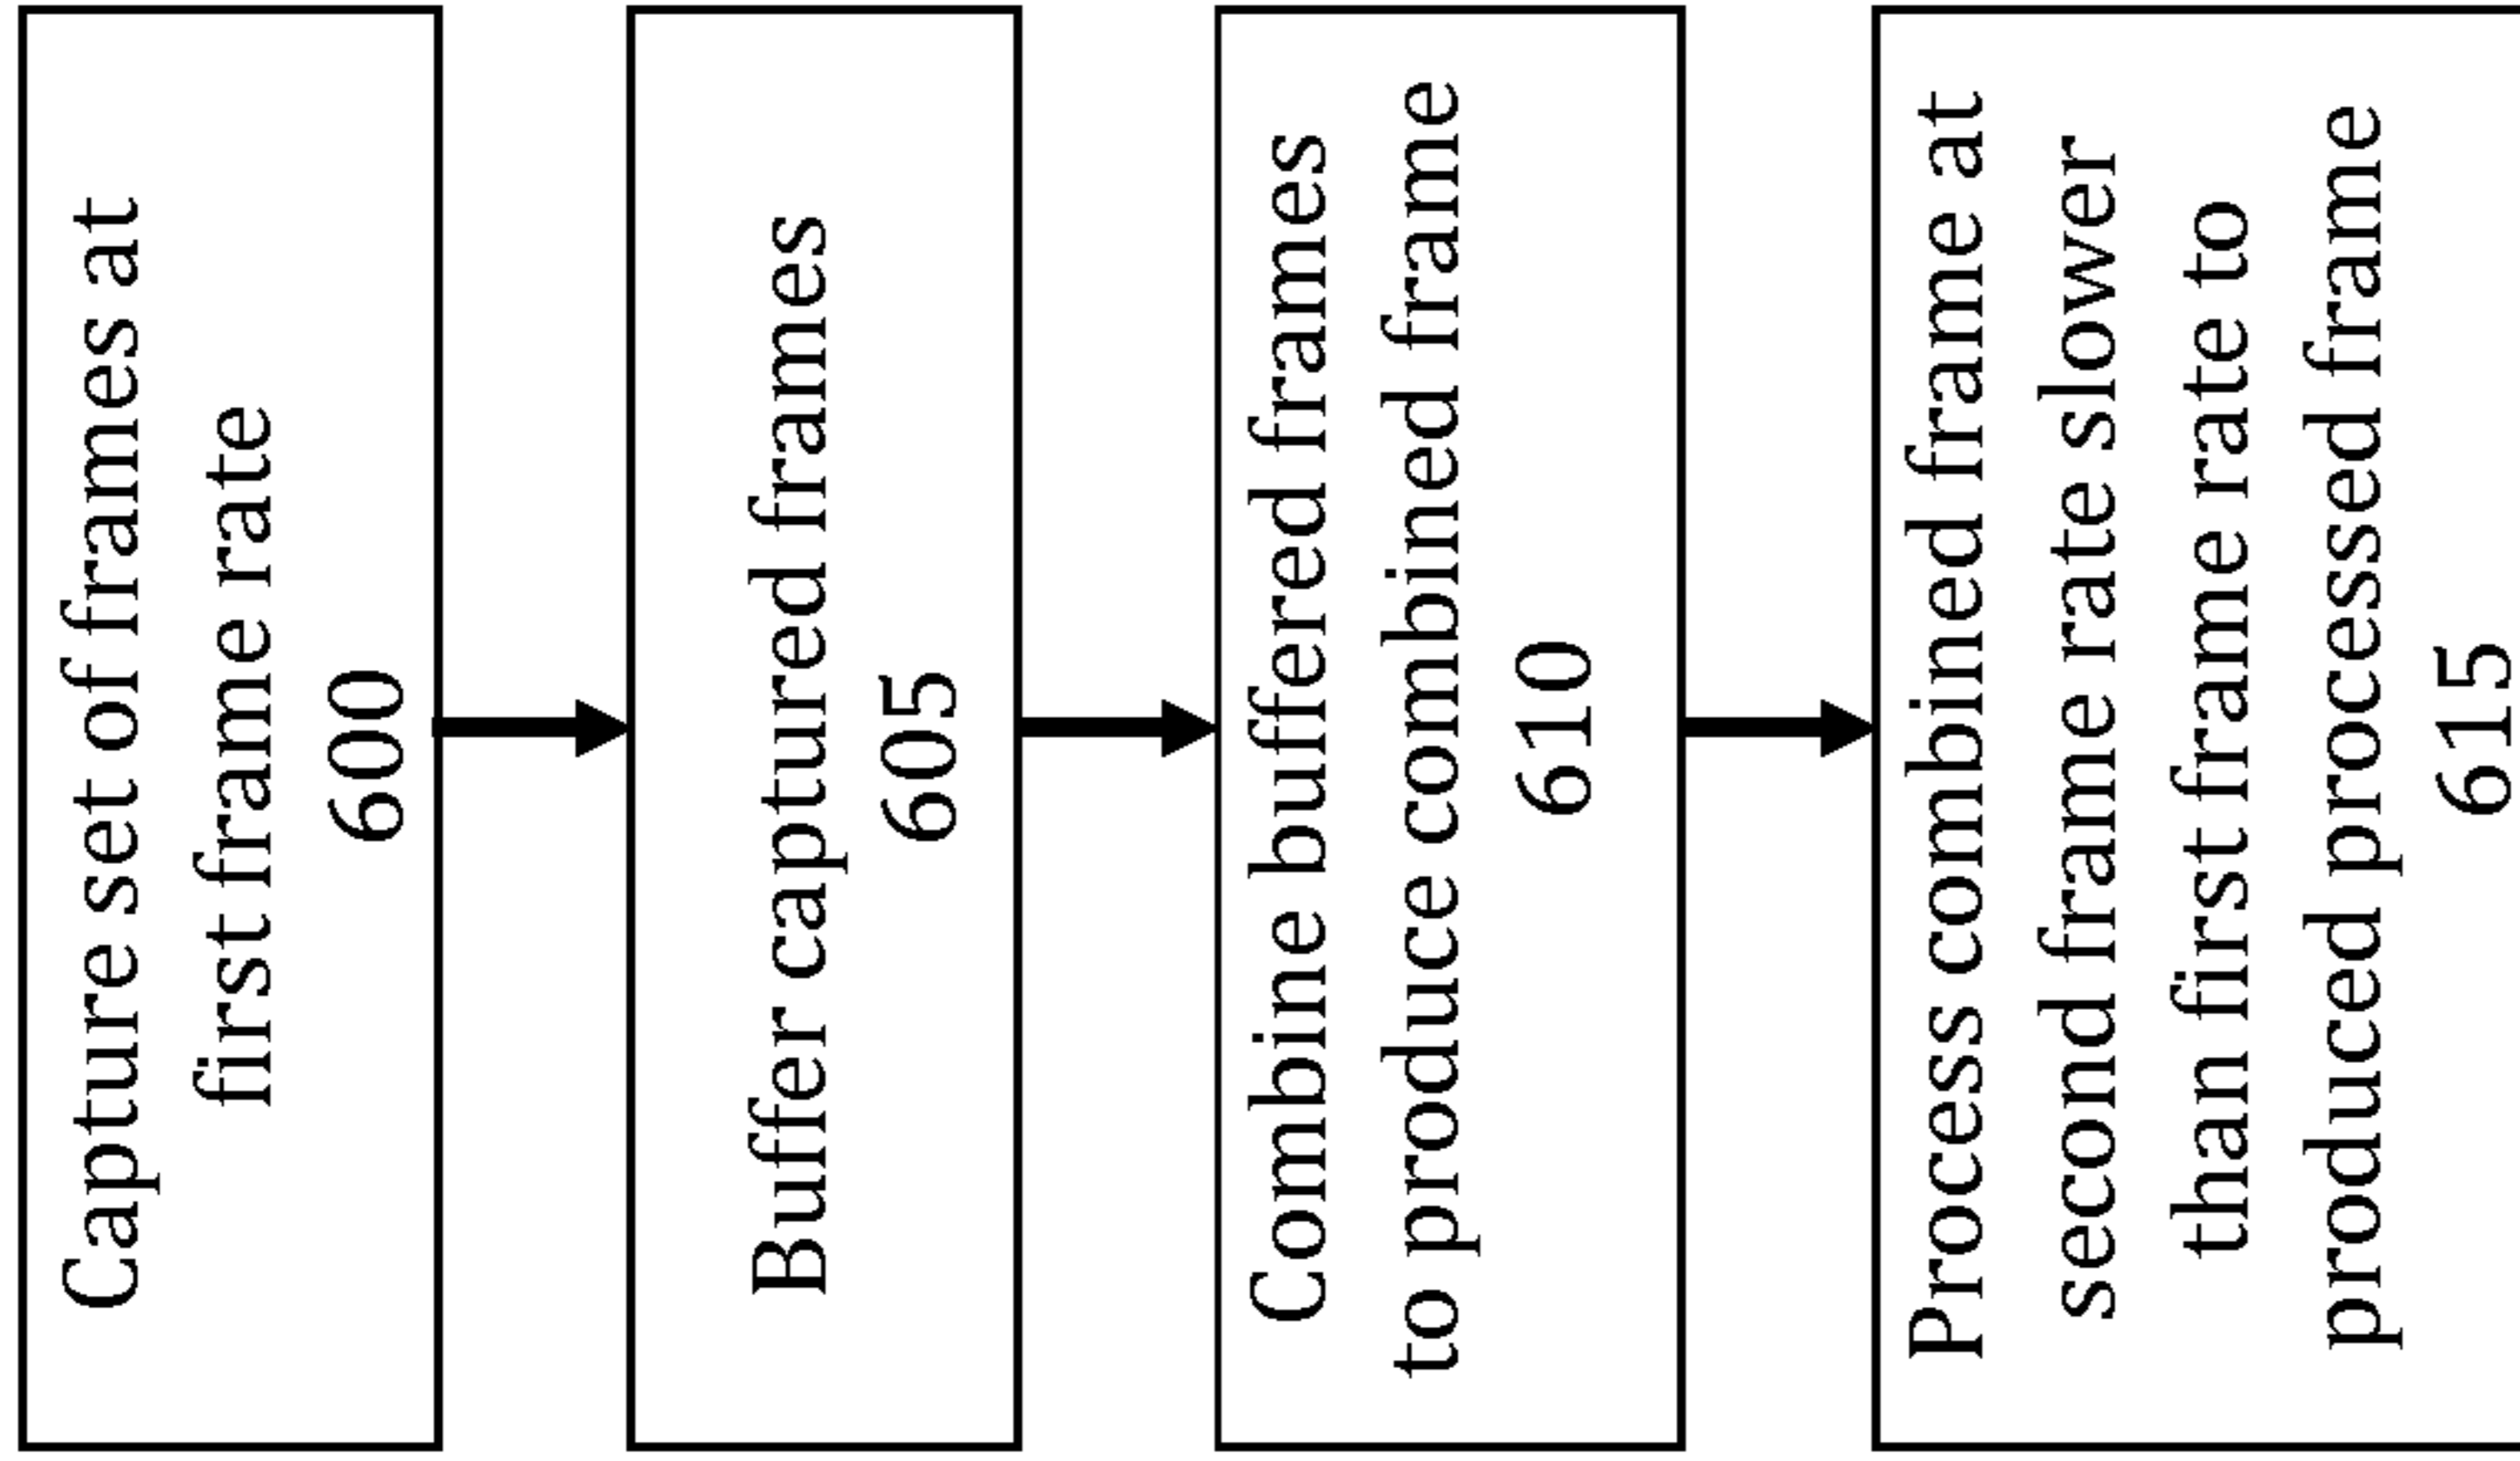 Capture set of frames at
first frame rate
600
Buffer captured frames
605
Combine buffered frames
to produce combined frame
610
Process combined frame at
second frame rate slower
than first frame rate to
produced processed frame
615